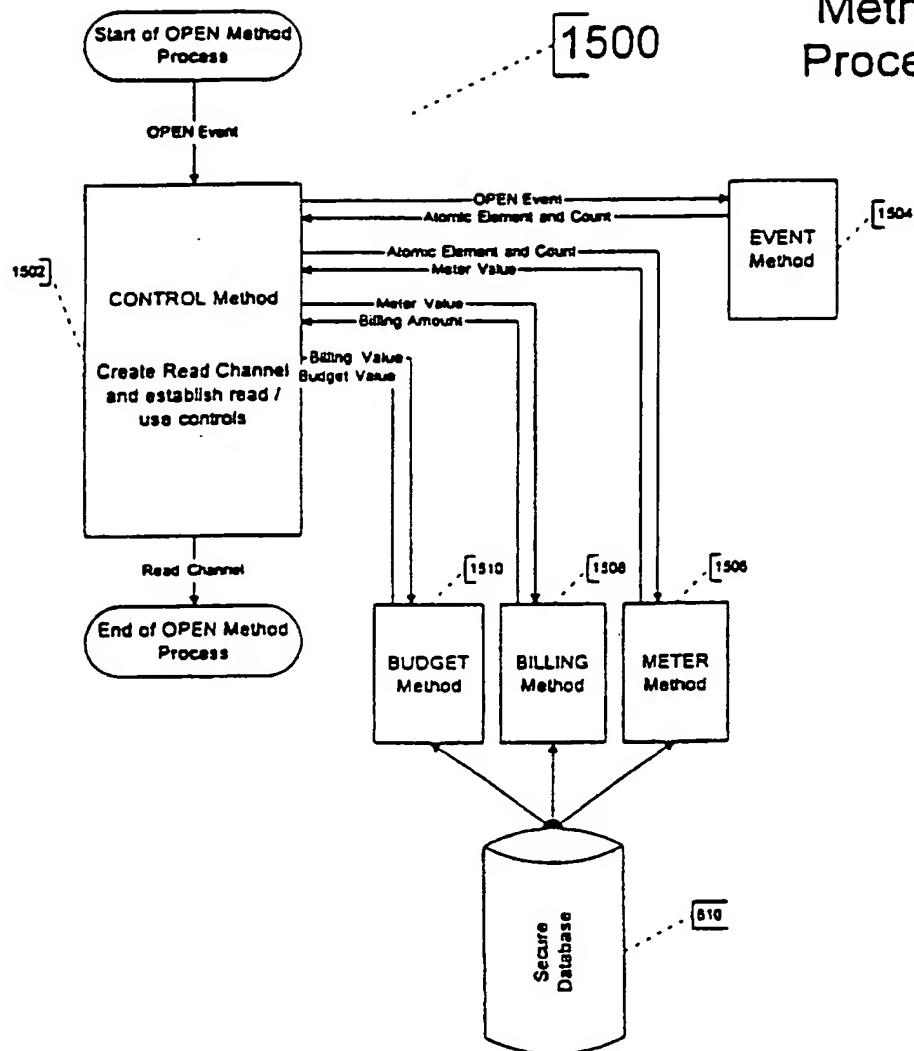 Start of OPEN Method
Process
1500
Meth
Proce
OPEN Event
OPEN Event
Atomic Element and Count
EVENT
Method
1504
Atomic Element and Count
Meter Value
1502
CONTROL Method
Create Read Channel
and establish read /
use controls
Meter Value
Billing Amount
Billing Value
Budget Value
Read Channel
End of OPEN Method
Process
1510
BUDGET
Method
1508
BILLING
Method
1506
METER
Method
Secure
Database
610